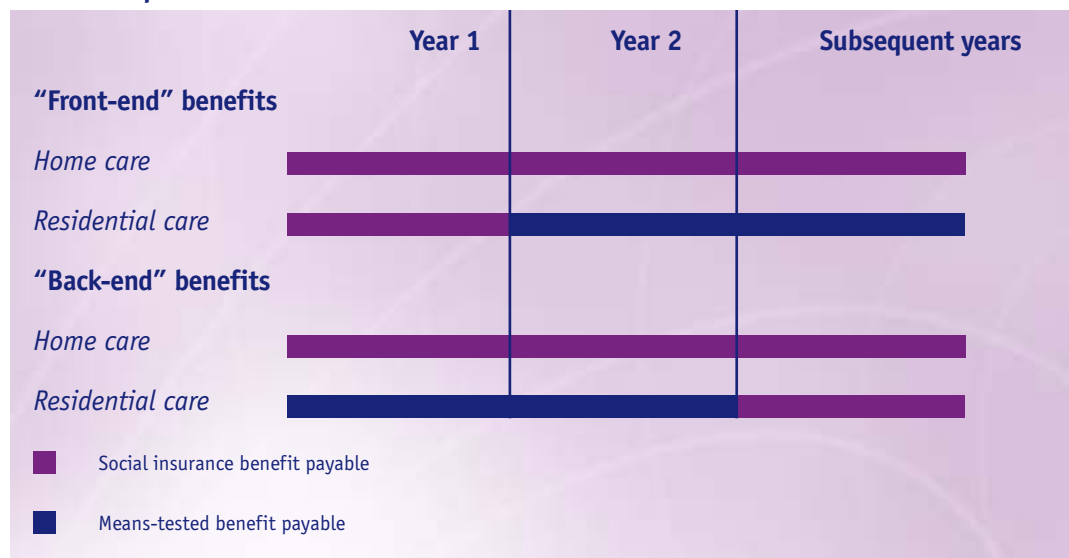 Year 1 Year 2 Subsequent years
“Front-end” benefits
Home care
Residential care
“Back-end” benefits
Home care
Residential care
Social insurance benefit payable
Means-tested benefit payable